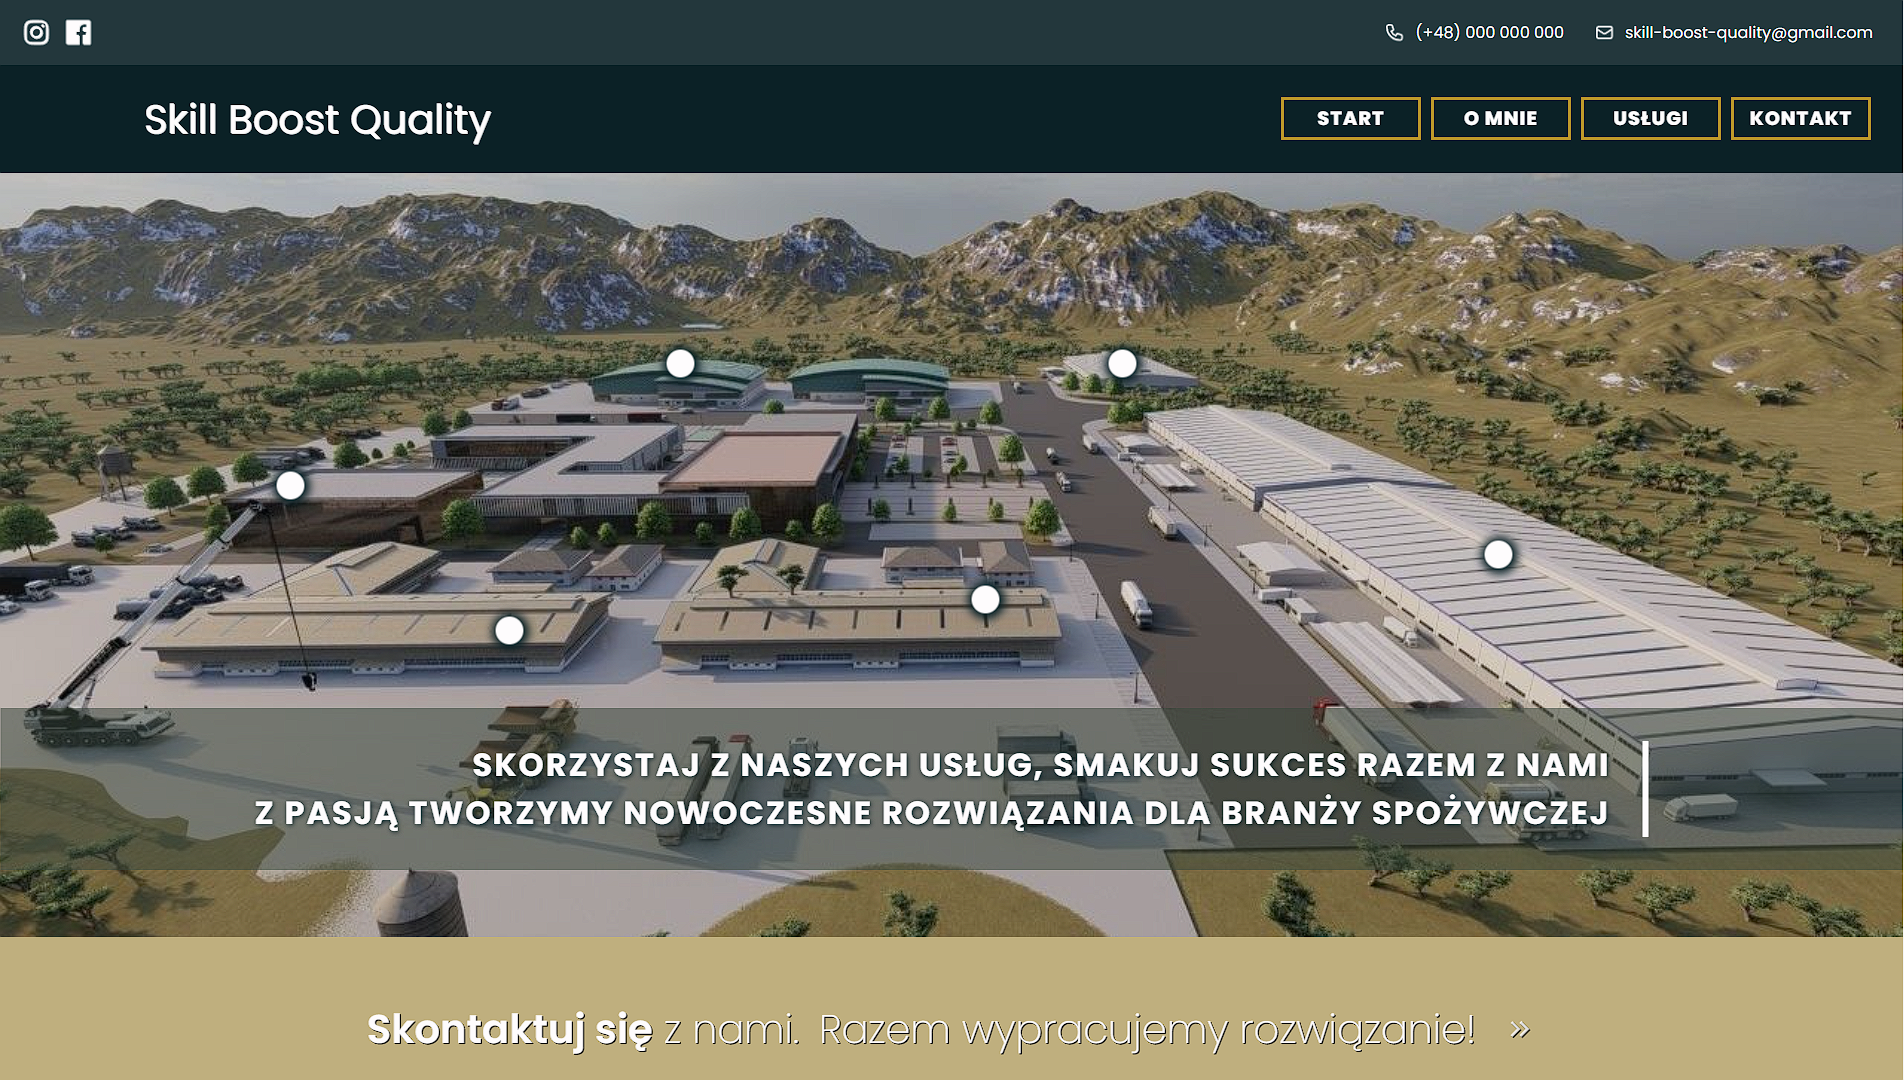 (+48) 000 000 000 skill-boost-quality@gmail.com
Skill Boost Quality
START O MNIE USŁUGI KONTAKT
SKORZYSTAJ Z NASZYCH USŁUG, SMAKUJ SUKCES RAZEM Z NAMI
Z PASJĄ TWORZYMY NOWOCZESNE ROZWIĄZANIA DLA BRANŻY SPOŻYWCZEJ
Skontaktuj się z nami. Razem wypracujemy rozwiązanie! »